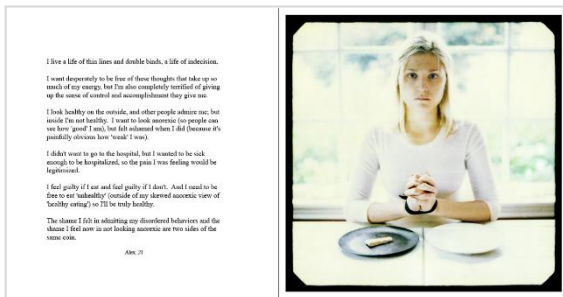 I live a life of thin lines and double binds, a life of indecision.
I want desperately to be free of these thoughts that take up so
much of my energy, but I'm also completely terrified of giving
up the sense of control and accomplishment they give me.
I look healthy on the outside, and other people admire me; but
inside I'm not healthy.  I want to look anorexic (so people can
see how 'good' I am), but felt ashamed when I did (because it's
painfully obvious how 'weak' I was).
I didn't want to go to the hospital, but I wanted to be sick
enough to be hospitalized, so the pain I was feeling would be
legitimized.
I feel guilty if I eat and feel guilty if I don't.  And I need to be
free to eat 'unhealthy' (outside of my skewed anorexic view of
'healthy eating') so I'll be truly healthy.
The shame I felt in admitting my disordered behaviors and the
shame I feel now in not looking anorexic are two sides of the
same coin.
Alex, 21